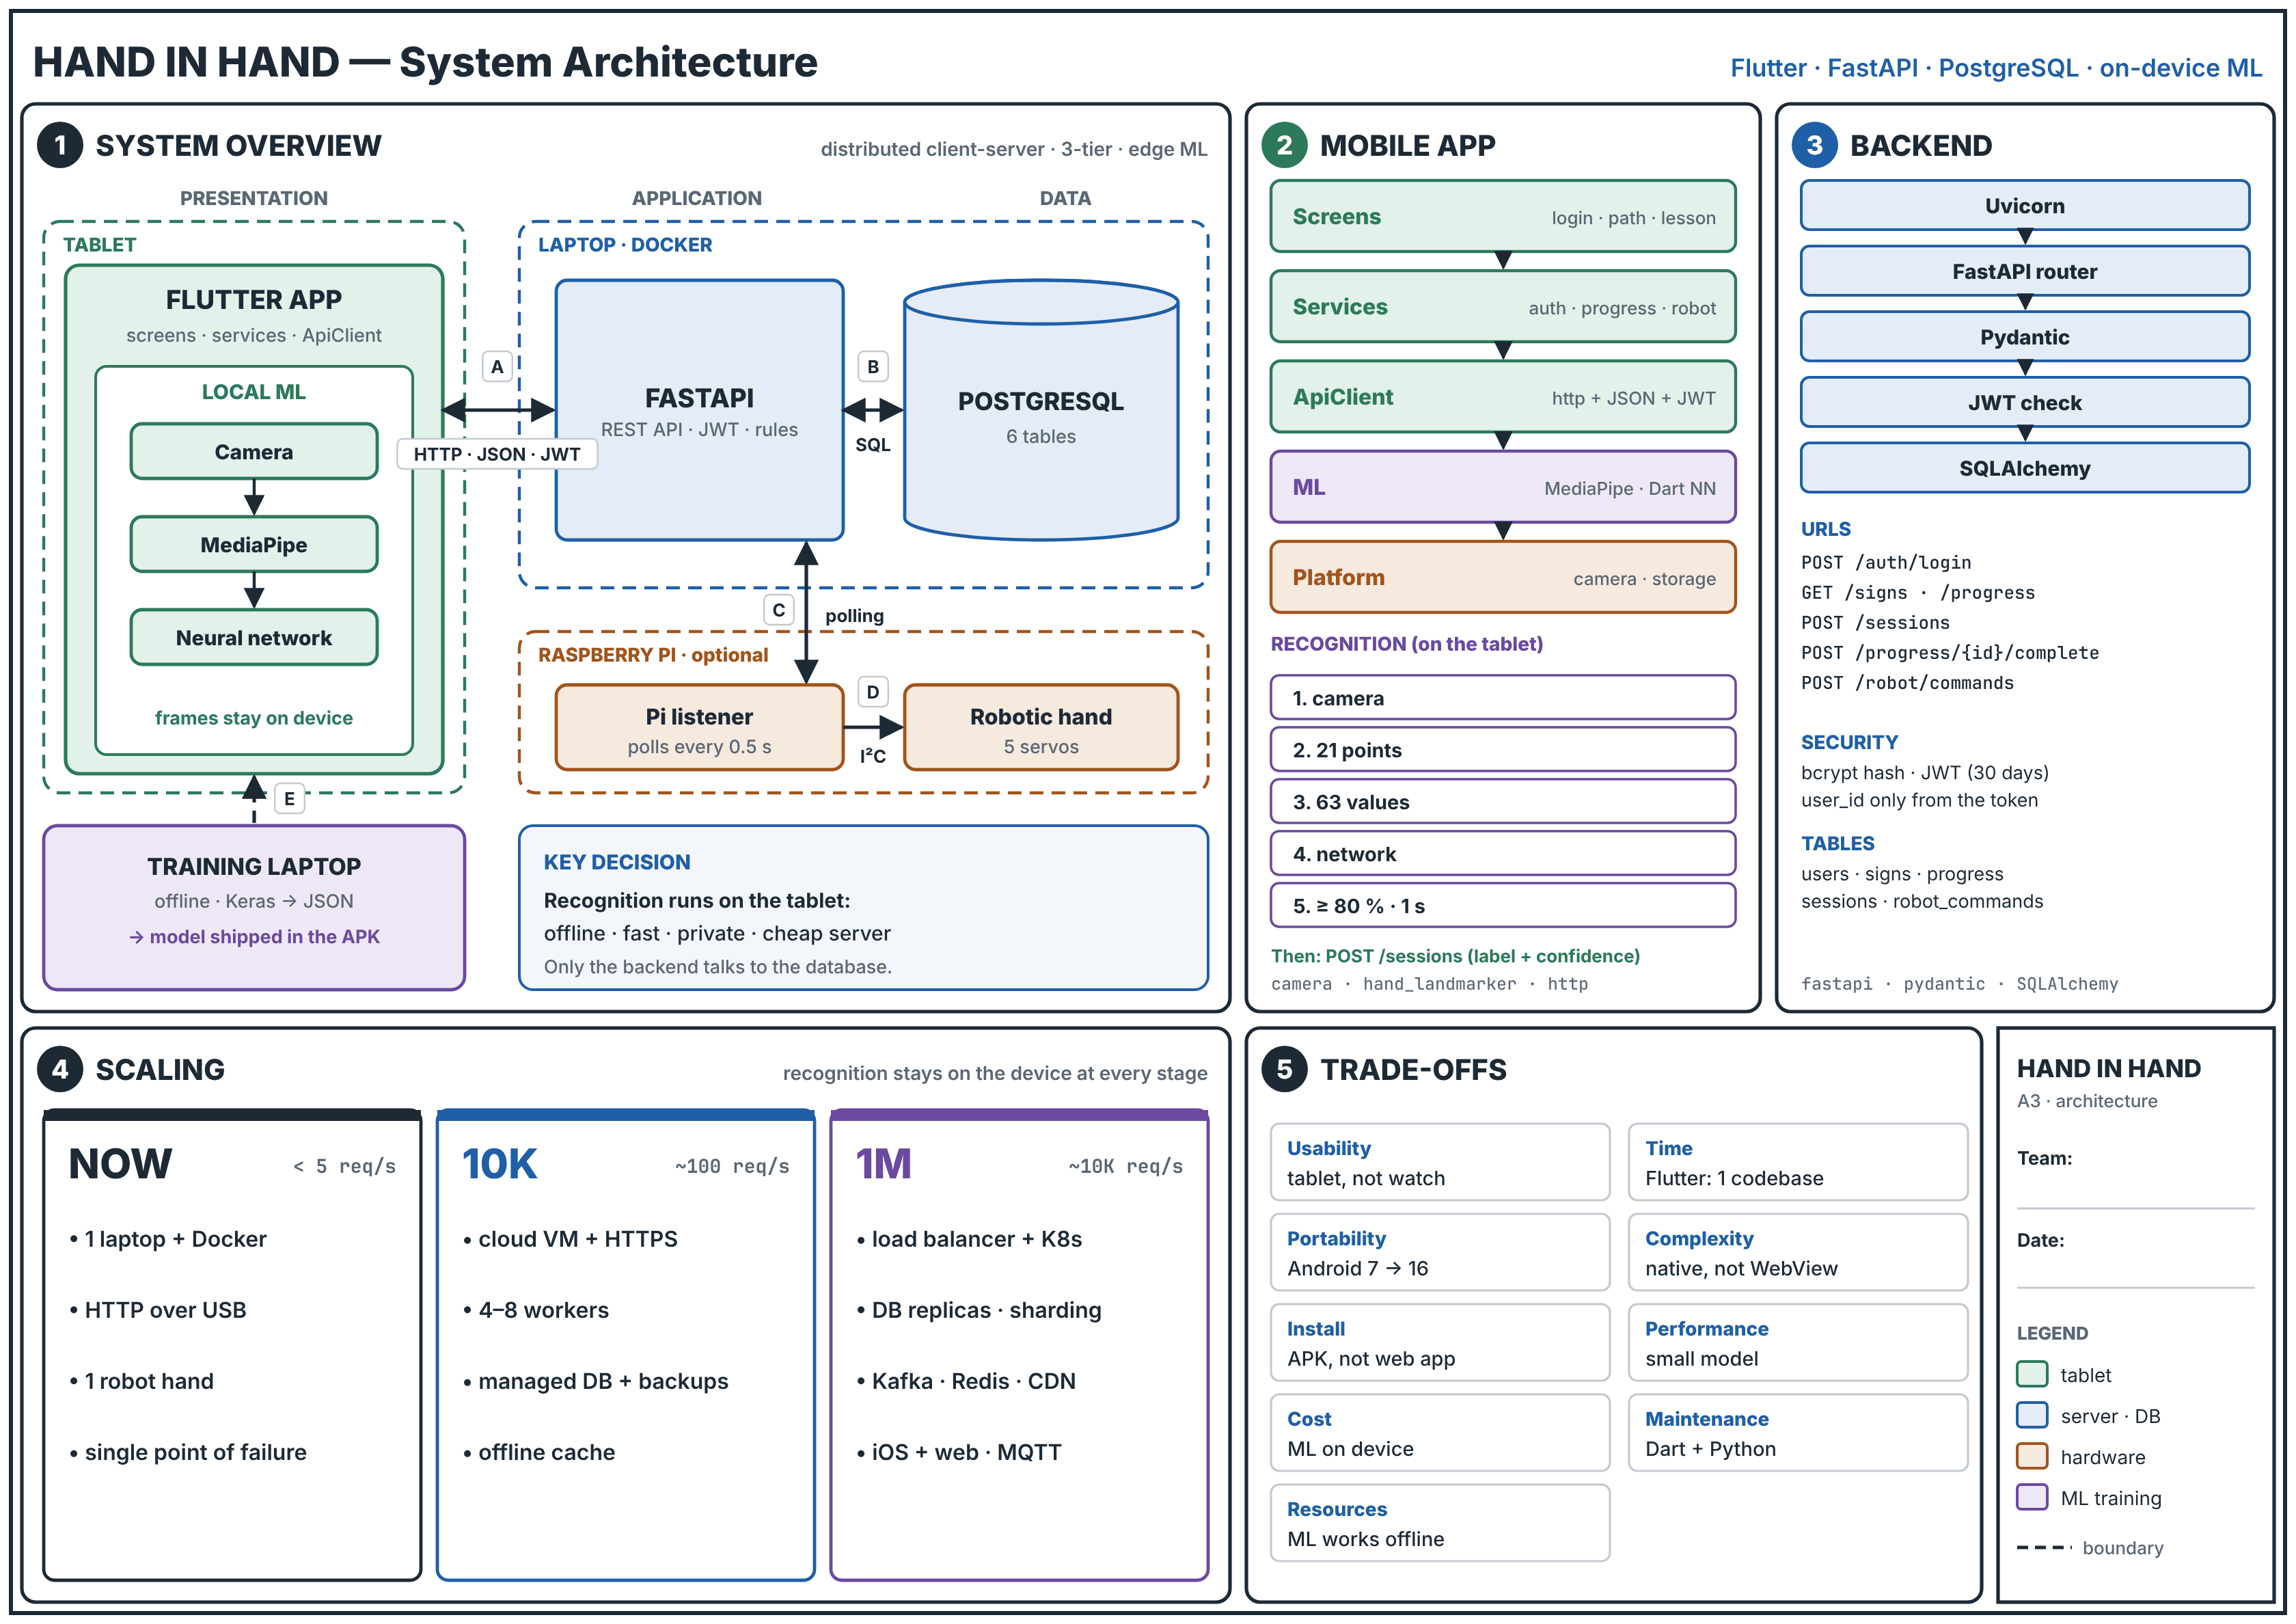 HAND IN HAND — System Architecture
Flutter · FastAPI · PostgreSQL · on-device ML
1 SYSTEM OVERVIEW
distributed client-server · 3-tier · edge ML
PRESENTATION
APPLICATION
DATA
TABLET
FLUTTER APP
screens · services · ApiClient
LOCAL ML
Camera
MediaPipe
Neural network
frames stay on device
A
HTTP · JSON · JWT
LAPTOP · DOCKER
FASTAPI
REST API · JWT · rules
B
SQL
POSTGRESQL
6 tables
C
polling
RASPBERRY PI · optional
Pi listener
polls every 0.5 s
D
I²C
Robotic hand
5 servos
E
TRAINING LAPTOP
offline · Keras → JSON
→ model shipped in the APK
KEY DECISION
Recognition runs on the tablet:
offline · fast · private · cheap server
Only the backend talks to the database.
2 MOBILE APP
Screens
login · path · lesson
Services
auth · progress · robot
ApiClient
http + JSON + JWT
ML
MediaPipe · Dart NN
Platform
camera · storage
RECOGNITION (on the tablet)
1. camera
2. 21 points
3. 63 values
4. network
5. ≥ 80 % · 1 s
Then: POST /sessions (label + confidence)
camera · hand_landmarker · http
3 BACKEND
Uvicorn
FastAPI router
Pydantic
JWT check
SQLAlchemy
URLS
POST /auth/login
GET /signs · /progress
POST /sessions
POST /progress/{id}/complete
POST /robot/commands
SECURITY
bcrypt hash · JWT (30 days)
user_id only from the token
TABLES
users · signs · progress
sessions · robot_commands
fastapi · pydantic · SQLAlchemy
4 SCALING
recognition stays on the device at every stage
NOW
< 5 req/s
• 1 laptop + Docker
• HTTP over USB
• 1 robot hand
• single point of failure
10K
~100 req/s
• cloud VM + HTTPS
• 4–8 workers
• managed DB + backups
• offline cache
1M
~10K req/s
• load balancer + K8s
• DB replicas · sharding
• Kafka · Redis · CDN
• iOS + web · MQTT
5 TRADE-OFFS
Usability
tablet, not watch
Time
Flutter: 1 codebase
Portability
Android 7 → 16
Complexity
native, not WebView
Install
APK, not web app
Performance
small model
Cost
ML on device
Maintenance
Dart + Python
Resources
ML works offline
HAND IN HAND
A3 · architecture
Team:
Date:
LEGEND
tablet
server · DB
hardware
ML training
boundary